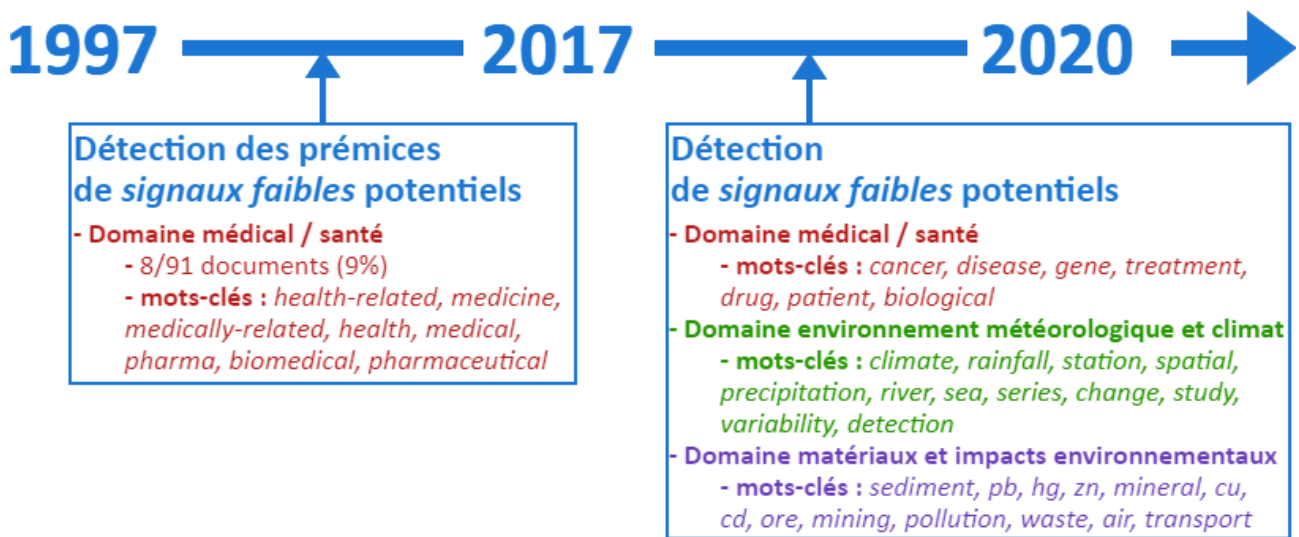 1997 2017 2020
Détection des prémices
de signaux faibles potentiels
- Domaine médical / santé
- 8/91 documents (9%)
- mots-clés : health-related, medicine,
medically-related, health, medical,
pharma, biomedical, pharmaceutical
Détection
de signaux faibles potentiels
- Domaine médical / santé
- mots-clés : cancer, disease, gene, treatment,
drug, patient, biological
- Domaine environnement météorologique et climat
- mots-clés : climate, rainfall, station, spatial,
precipitation, river, sea, series, change, study,
variability, detection
- Domaine matériaux et impacts environnementaux
- mots-clés : sediment, pb, hg, zn, mineral, cu,
cd, ore, mining, pollution, waste, air, transport